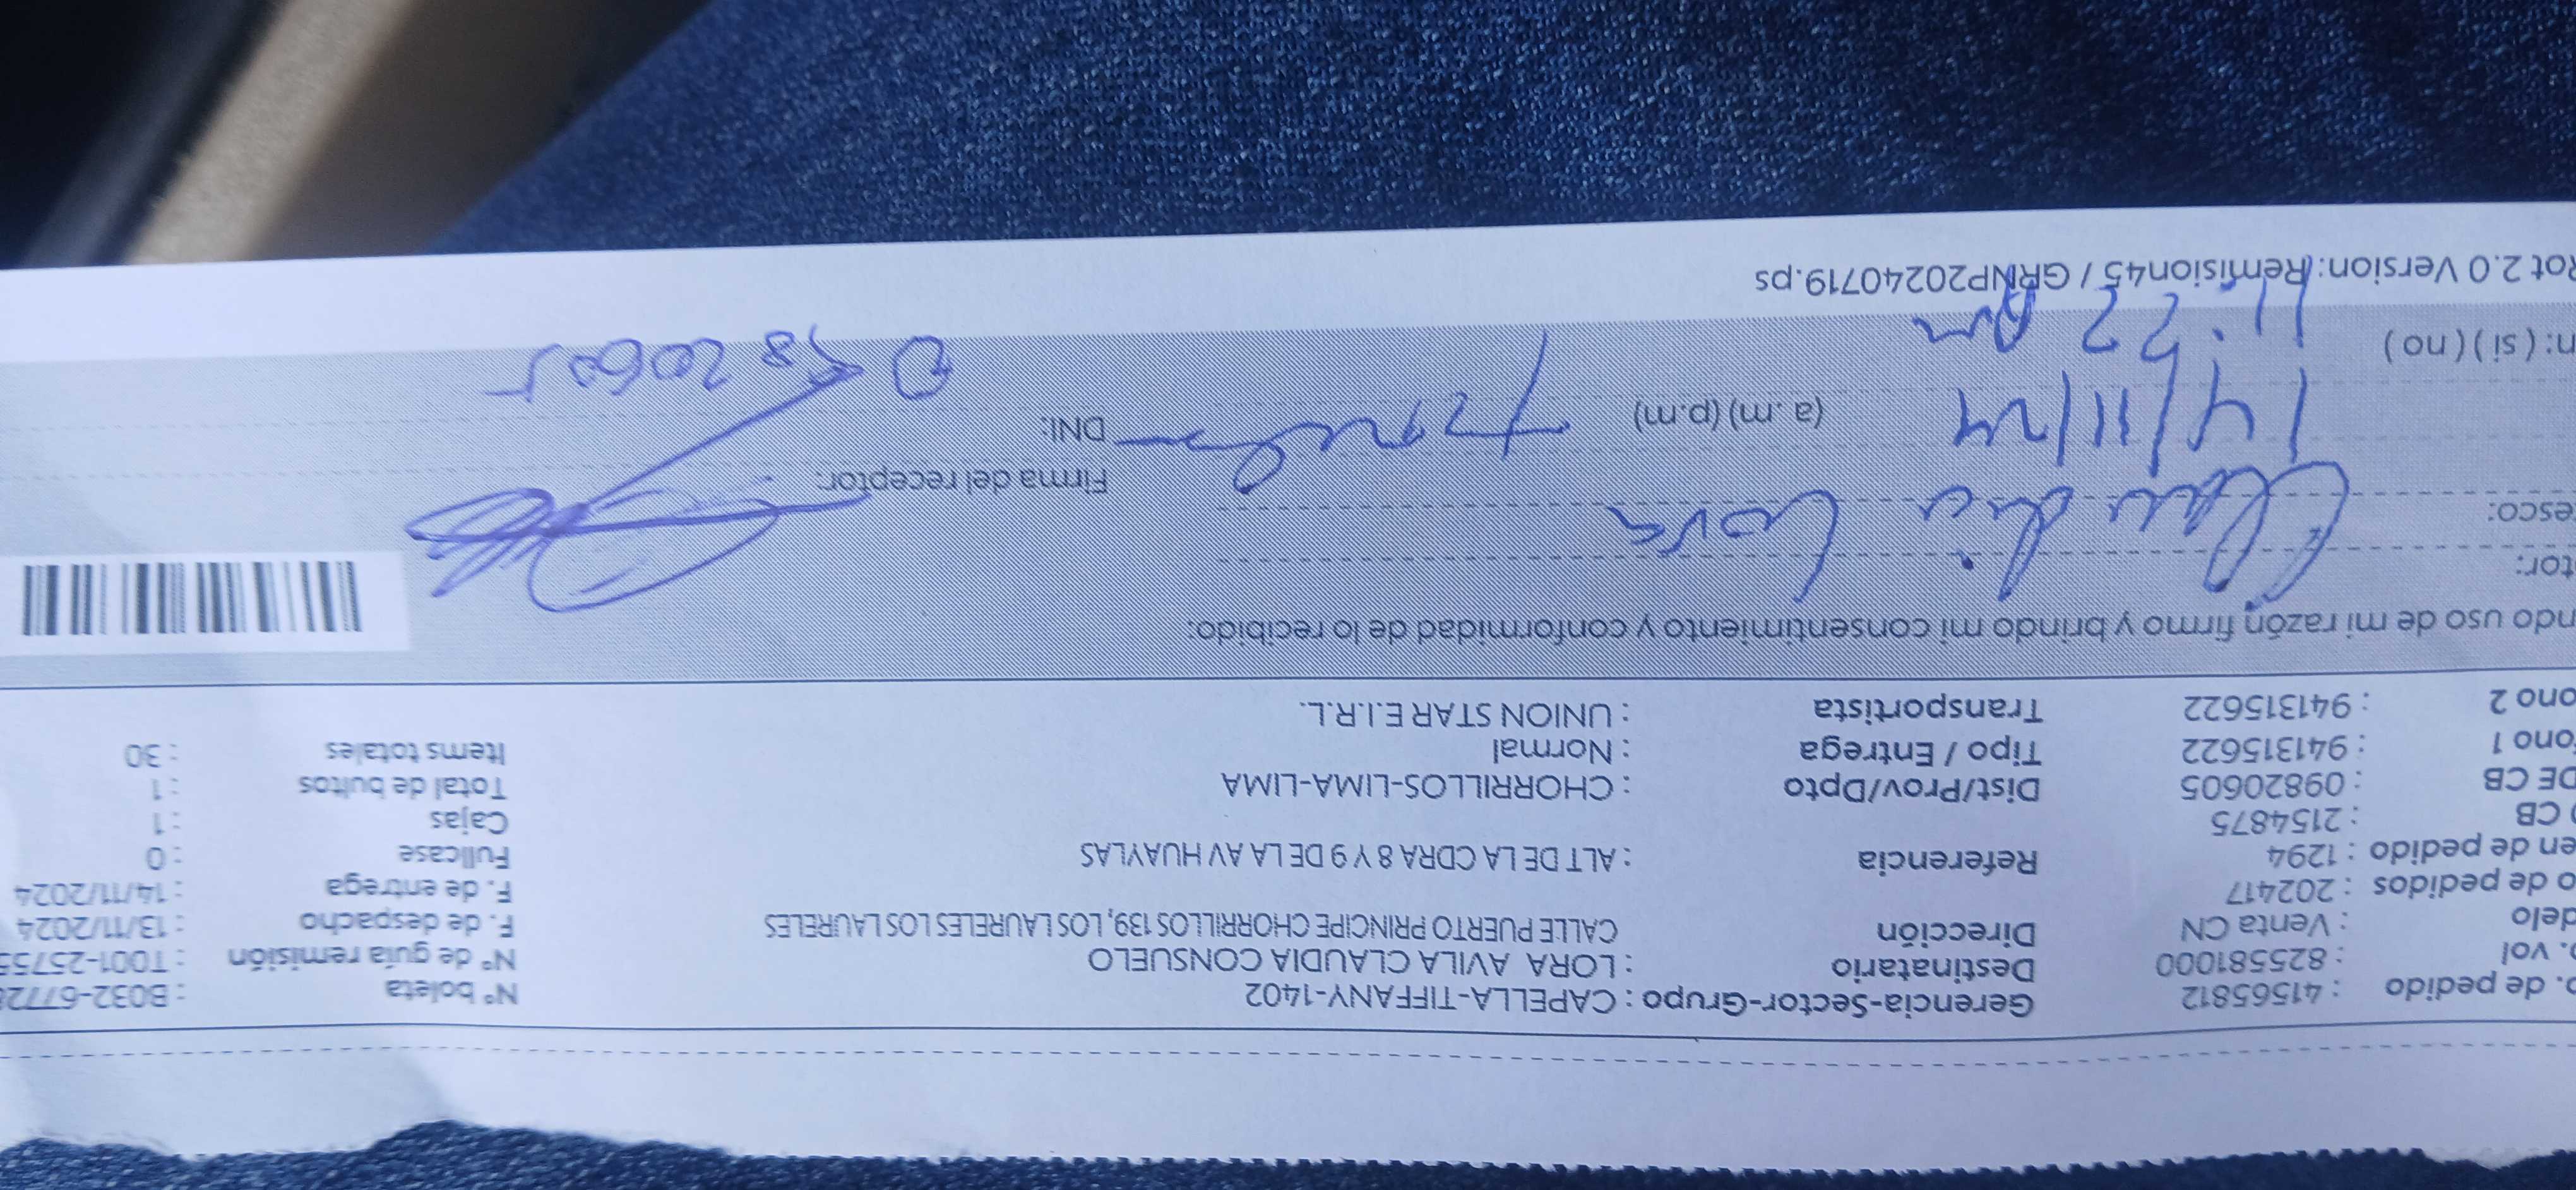 o. de pedido : 41565812 Gerencia-Sector-Grupo : CAPELLA-TIFFANY-1402 N° boleta : B032-6772
o. vol : 825581000 Destinatario : LORA AVILA CLAUDIA CONSUELO N° de guía remisión : T001-25755
delo : Venta CN Dirección CALLE PUERTO PRINCIPE CHORRILLOS 139, LOS LAURELES LOS LAURELES F. de despacho : 13/11/2024
o de pedidos : 202417 F. de entrega : 14/11/2024
en de pedido : 1294 Referencia : ALT DE LA CDRA 8 Y 9 DE LA AV HUAYLAS Fullcase : 0
o CB : 2154875 Cajas : 1
DE CB : 09820605 Dist/Prov/Dpto : CHORRILLOS-LIMA-LIMA Total de bultos : 1
fono 1 : 941315622 Tipo / Entrega : Normal Items totales : 30
ono 2 : 941315622 Transportista : UNION STAR E.I.R.L.
ndo uso de mi razón firmo y brindo mi consentimiento y conformidad de lo recibido:
tor: Claudia Lora
esco: Firma del receptor:
14/11/24 (a.m) (p.m) DNI:
n: ( si ) ( no ) 11:22 Am
Rot 2.0 Version: Remision45 / GRNP20240719.ps